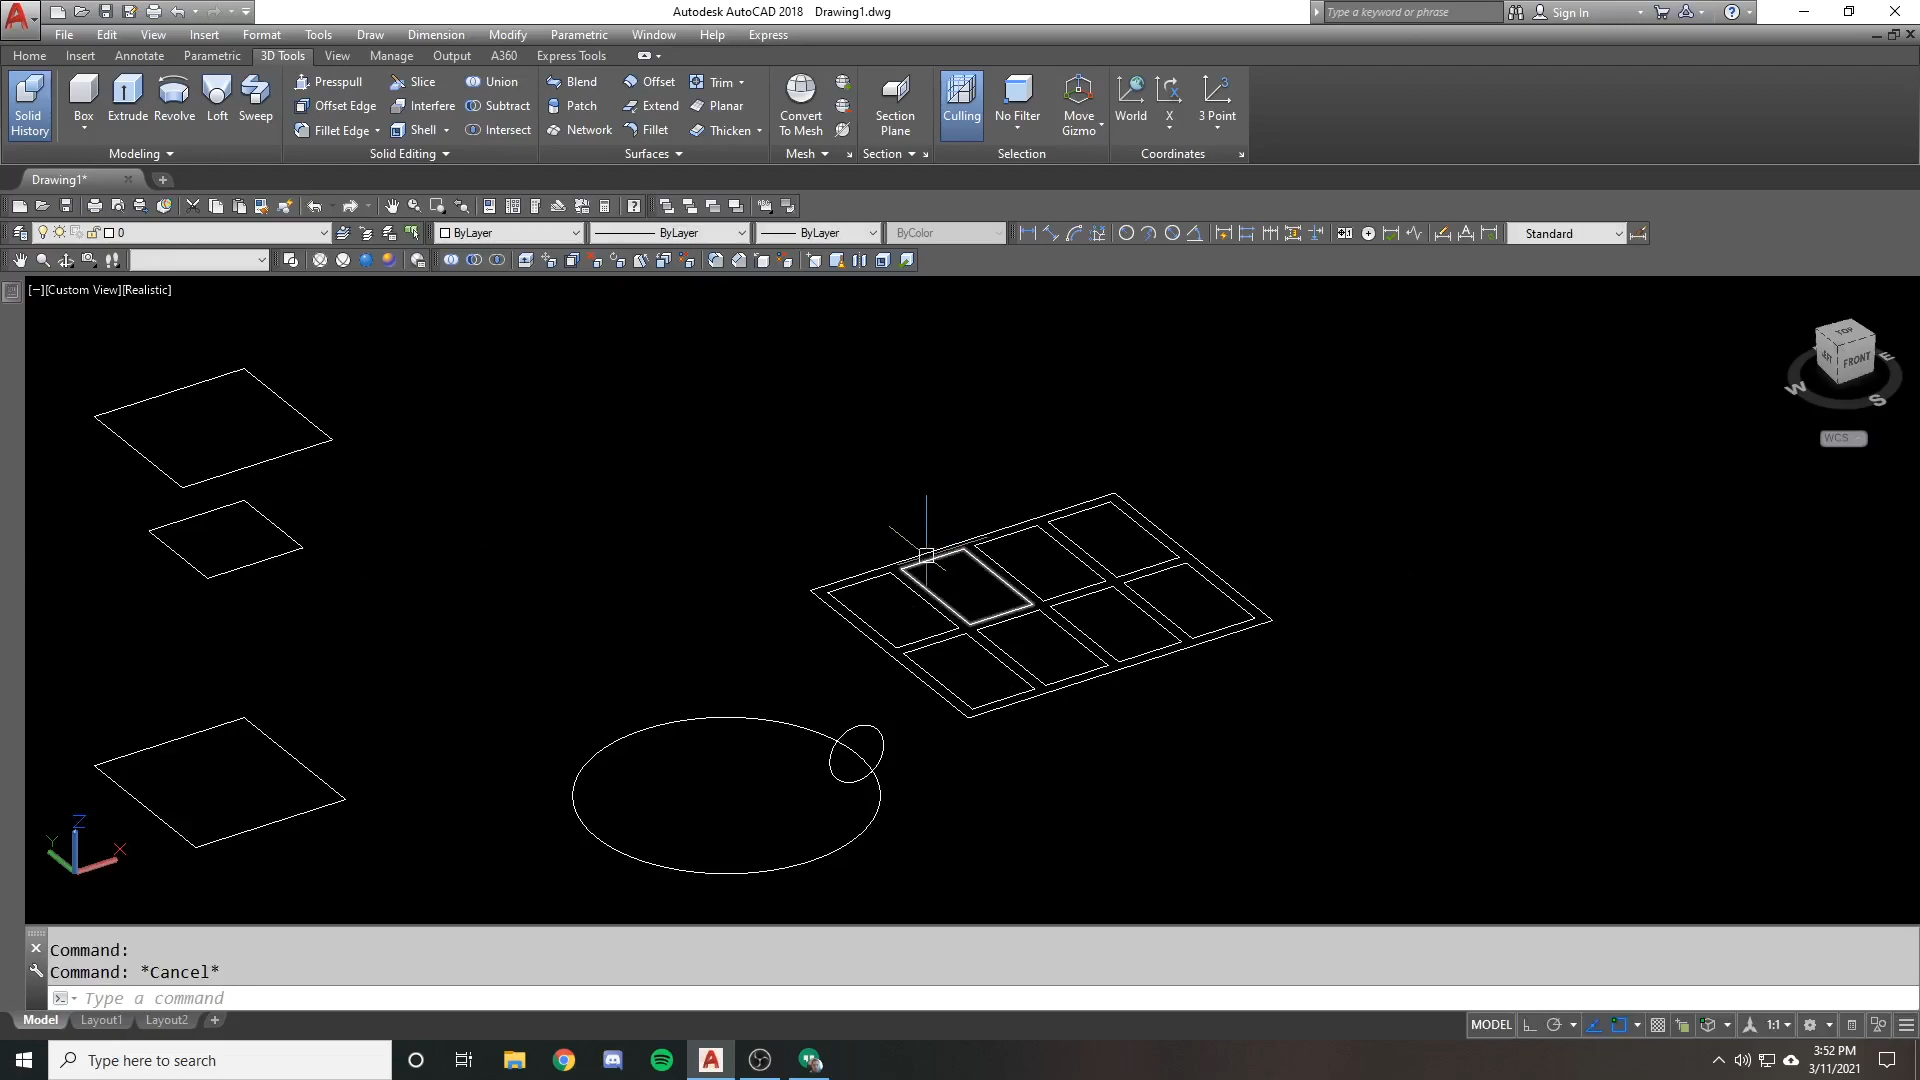 Autodesk AutoCAD 2018 Drawing1.dwg
Type a keyword or phrase
Sign In
File Edit View Insert Format Tools Draw Dimension Modify Parametric Window Help Express
Home Insert Annotate Parametric 3D Tools View Manage Output A360 Express Tools
Solid History
Box
Extrude
Revolve
Loft
Sweep
Presspull
Offset Edge
Fillet Edge
Slice
Interfere
Shell
Union
Subtract
Intersect
Blend
Patch
Network
Offset
Extend
Fillet
Trim
Planar
Thicken
Convert To Mesh
Section Plane
Culling
No Filter
Move Gizmo
World
X
3 Point
Modeling
Solid Editing
Surfaces
Mesh
Section
Selection
Coordinates
Drawing1*
0
ByLayer
ByLayer
ByLayer
ByColor
Standard
[−][Custom View][Realistic]
TOP
LEFT
FRONT
W
S
E
WCS
Z
Y
X
Command:
Command: *Cancel*
Type a command
Model Layout1 Layout2
MODEL
1:1
Type here to search
3:52 PM
3/11/2021